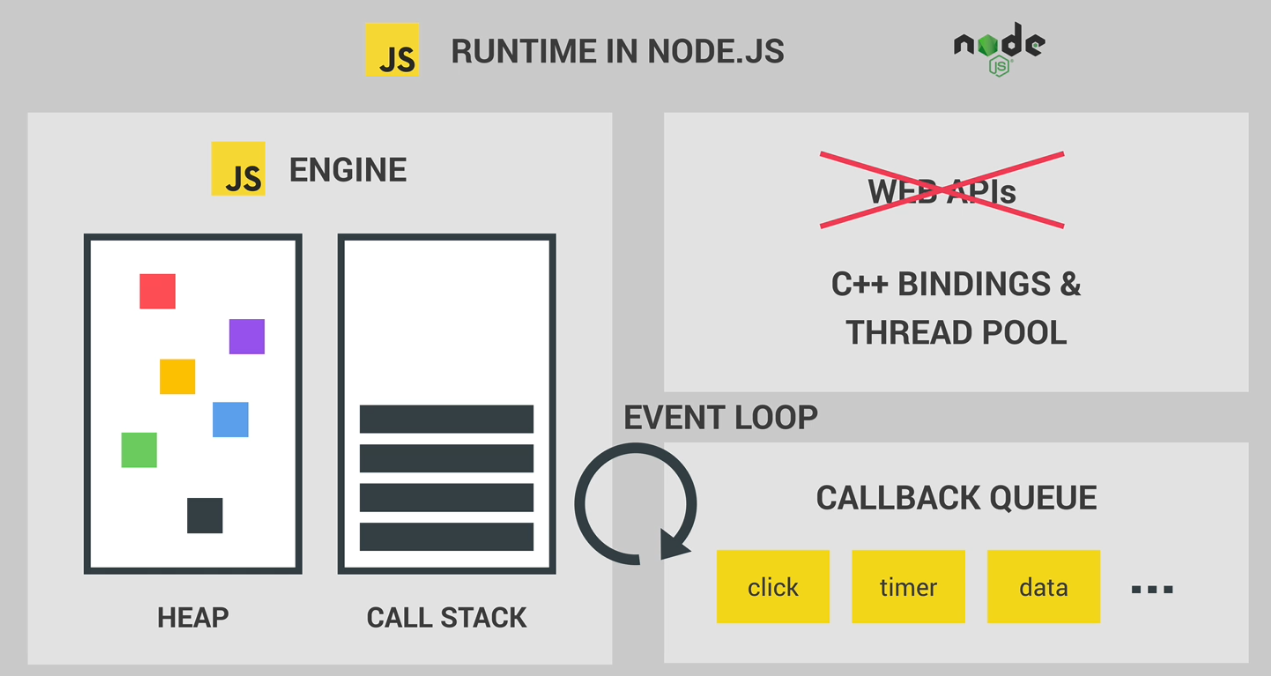 JS RUNTIME IN NODE.JS
node
JS
JS ENGINE
HEAP
CALL STACK
WEB APIs
C++ BINDINGS &
THREAD POOL
EVENT LOOP
CALLBACK QUEUE
click timer data ...